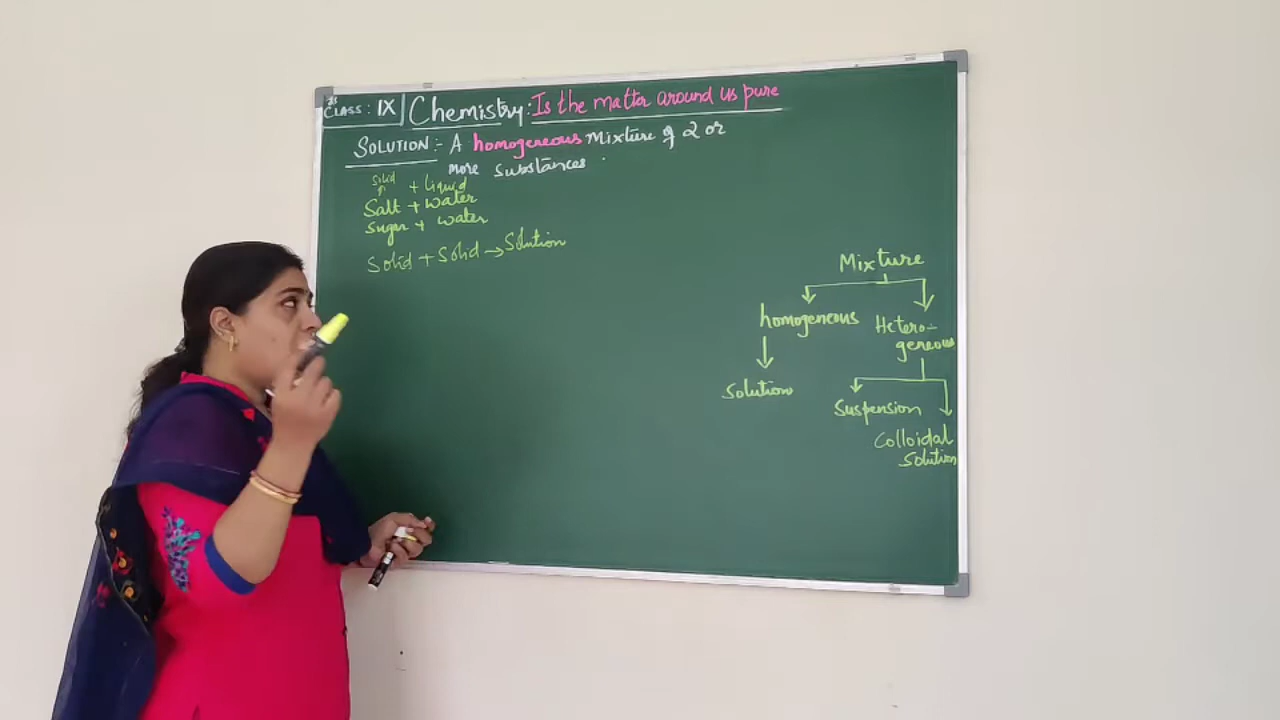 CLASS: IX Chemistry: Is the matter around us pure
SOLUTION:- A homogeneous Mixture of 2 or
more substances.
Solid + Liquid
Salt + Water
Sugar + Water
Solid + Solid → Solution
Mixture
homogeneous
Hetero-
geneous
Solution
Suspension
Colloidal
Solution